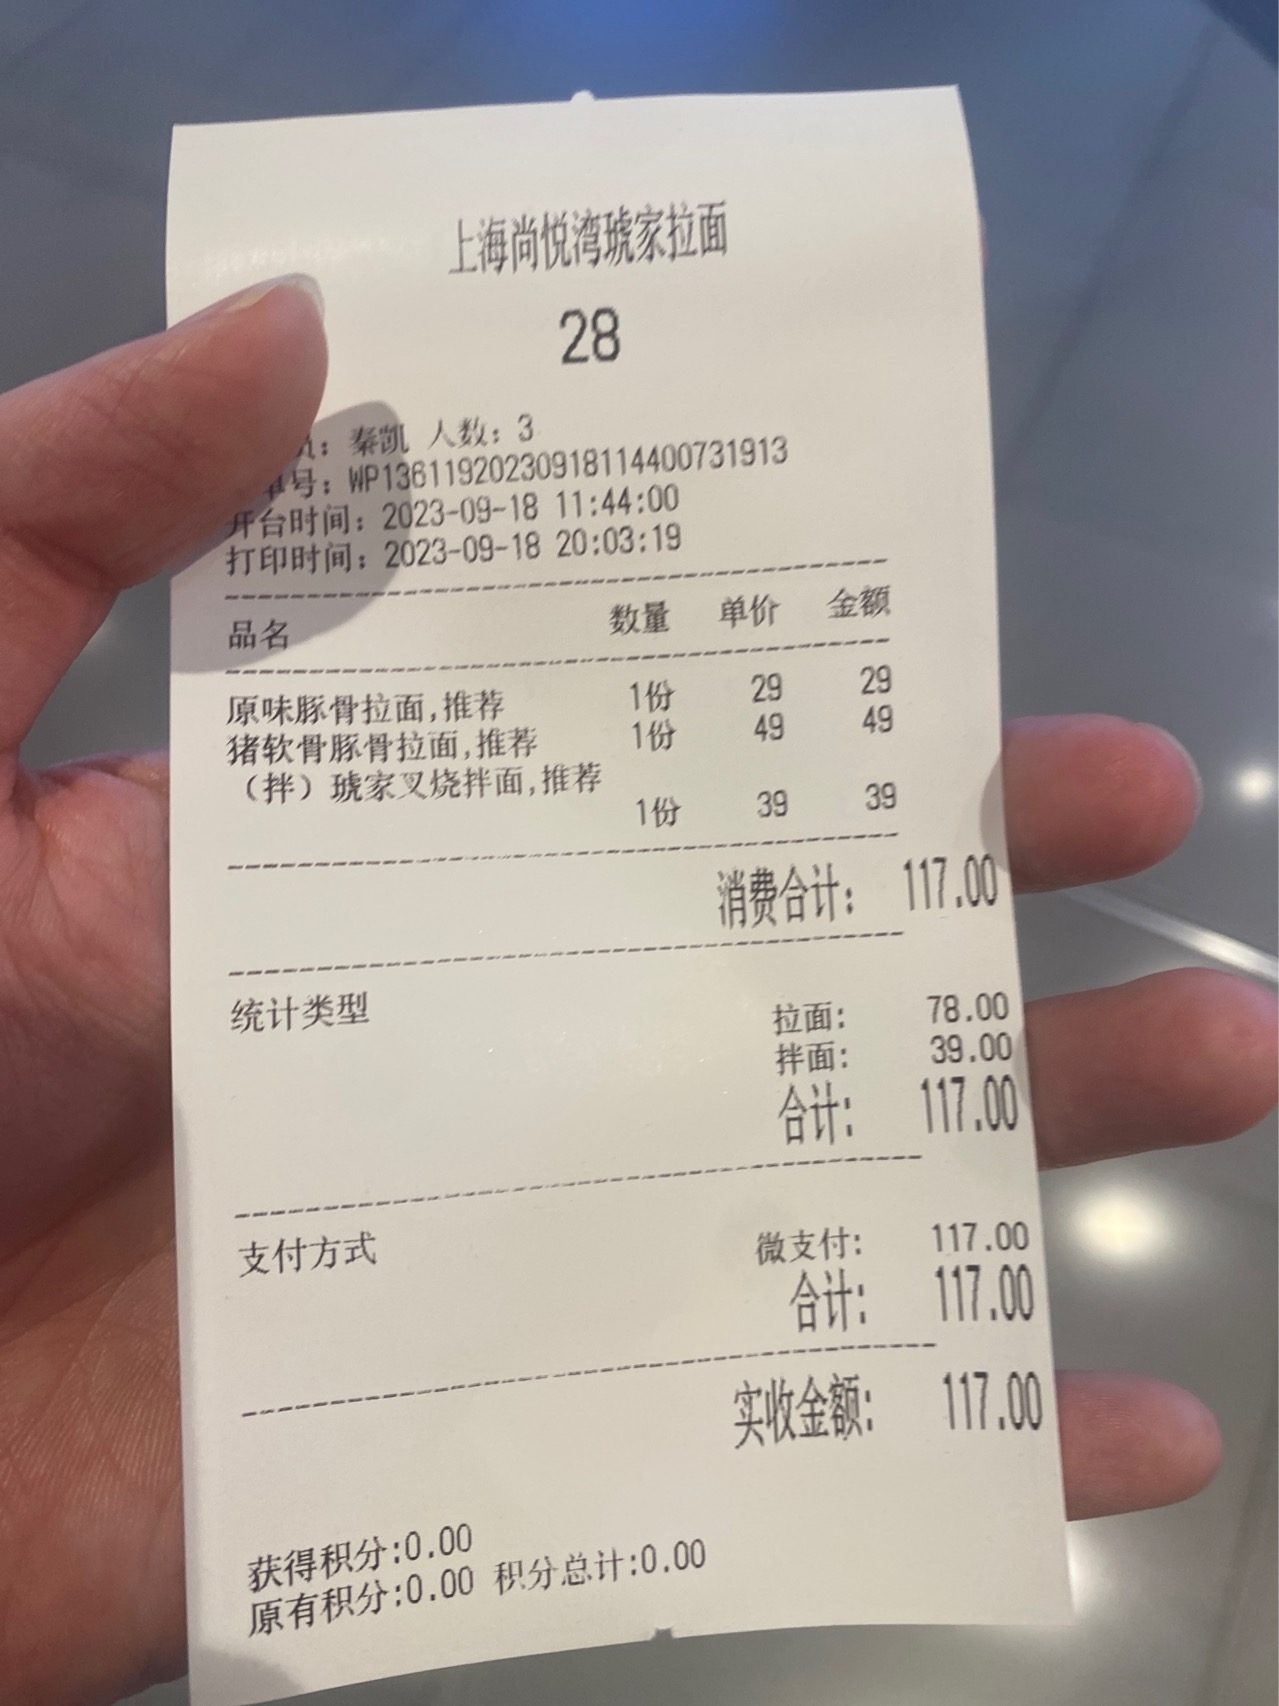 上海尚悦湾琥家拉面
28
员：秦凯 人数：3
单号：WP13611920230918114400731913
开台时间：2023-09-18 11:44:00
打印时间：2023-09-18 20:03:19
品名 数量 单价 金额
原味豚骨拉面,推荐 1份 29 29
猪软骨豚骨拉面,推荐 1份 49 49
（拌）琥家叉烧拌面,推荐
1份 39 39
消费合计： 117.00
统计类型 拉面: 78.00
拌面: 39.00
合计: 117.00
支付方式 微支付: 117.00
合计: 117.00
实收金额: 117.00
获得积分:0.00
原有积分:0.00 积分总计:0.00